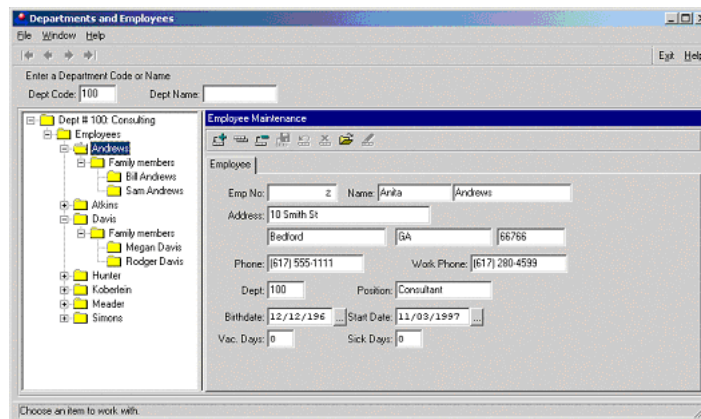 Departments and Employees
File Window Help
Exit Help
Enter a Department Code or Name
Dept Code: 100 Dept Name:
Dept # 100: Consulting
Employees
Andrews
Family members
Bill Andrews
Sam Andrews
Atkins
Davis
Family members
Megan Davis
Rodger Davis
Hunter
Koberlein
Meader
Simons
Employee Maintenance
Employee
Emp No: 2 Name: Anita Andrews
Address: 10 Smith St
Bedford GA 66766
Phone: (617) 555-1111 Work Phone: (617) 280-4599
Dept: 100 Position: Consultant
Birthdate: 12/12/196 ... Start Date: 11/03/1997 ...
Vac. Days: 0 Sick Days: 0
Choose an item to work with.